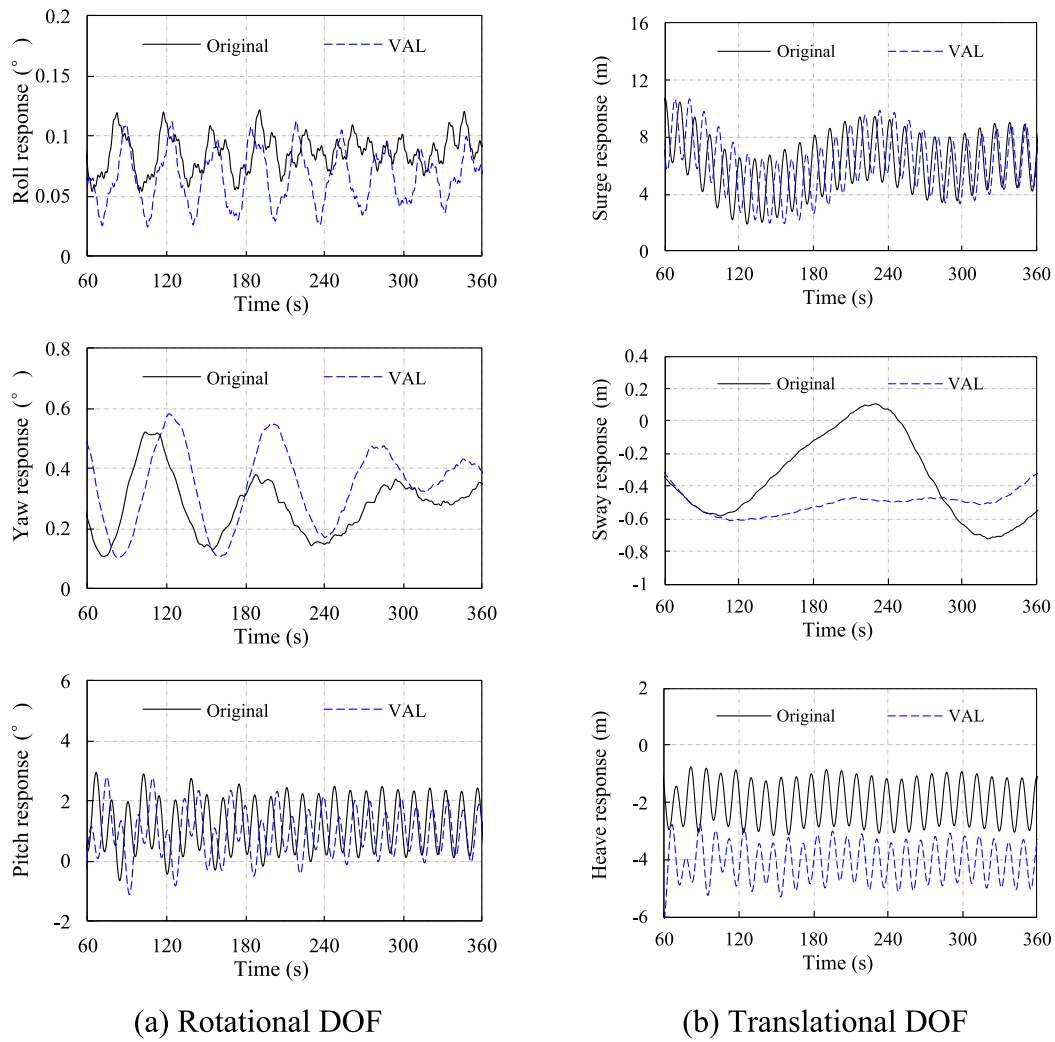 Roll response (° )
0.2
0.15
0.1
0.05
0
Original
VAL
60 120 180 240 300 360
Time (s)
Yaw response (° )
0.8
0.6
0.4
0.2
0
Original
VAL
60 120 180 240 300 360
Time (s)
Pitch response (° )
6
4
2
0
-2
Original
VAL
60 120 180 240 300 360
Time (s)
(a) Rotational DOF
Surge response (m)
16
12
8
4
0
Original
VAL
60 120 180 240 300 360
Time (s)
Sway response (m)
0.4
0.2
0
-0.2
-0.4
-0.6
-0.8
-1
Original
VAL
60 120 180 240 300 360
Time (s)
Heave response (m)
2
0
-2
-4
-6
Original
VAL
60 120 180 240 300 360
Time (s)
(b) Translational DOF